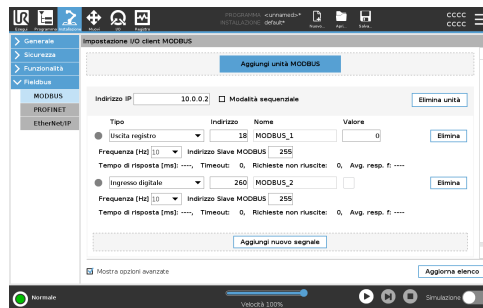 PROGRAMMA <unnamed>*
INSTALLAZIONE default*
Esegui Programma Installazione Muovi I/O Registro Nuovo... Apri... Salva...
CCCC
CCCC
Generale
Sicurezza
Funzionalità
Fieldbus
MODBUS
PROFINET
EtherNet/IP
Impostazione I/O client MODBUS
Aggiungi unità MODBUS
Indirizzo IP 10.0.0.2 Modalità sequenziale Elimina unità
Tipo Indirizzo Nome Valore
Uscita registro 18 MODBUS_1 0 Elimina
Frequenza [Hz] 10 Indirizzo Slave MODBUS 255
Tempo di risposta [ms]: ----, Timeout: 0, Richieste non riuscite: 0, Avg. resp. f: ----
Ingresso digitale 260 MODBUS_2 Elimina
Frequenza [Hz] 10 Indirizzo Slave MODBUS 255
Tempo di risposta [ms]: ----, Timeout: 0, Richieste non riuscite: 0, Avg. resp. f: ----
Aggiungi nuovo segnale
Mostra opzioni avanzate Aggiorna elenco
Normale Velocità 100% Simulazione